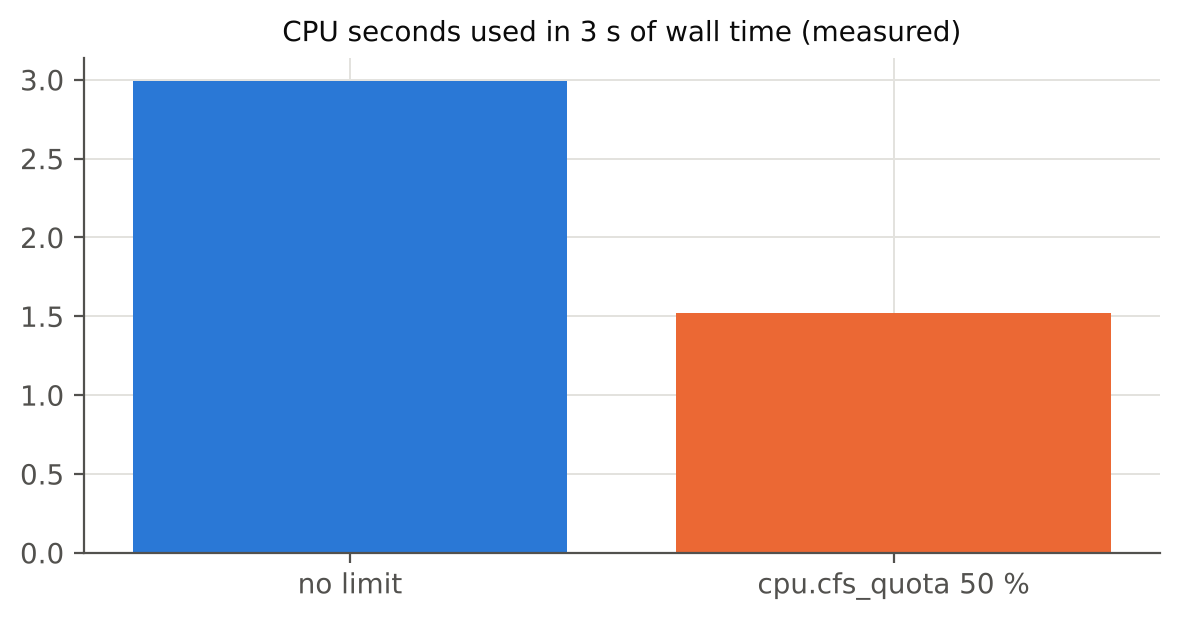 CPU seconds used in 3 s of wall time (measured)
3.0
2.5
2.0
1.5
1.0
0.5
0.0
no limit
cpu.cfs_quota 50 %